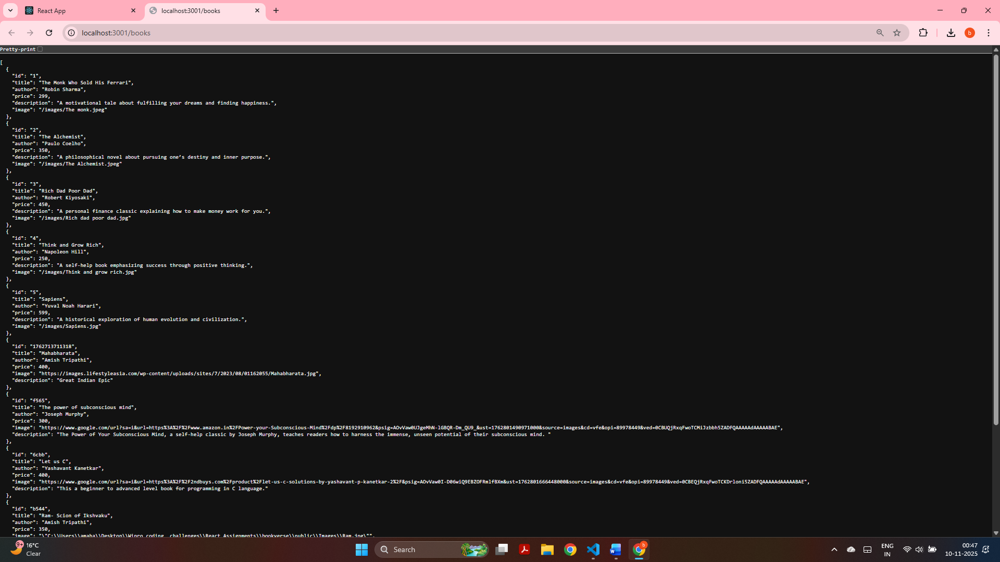 React App
localhost:3001/books
localhost:3001/books
b
Pretty-print
[
  {
    "id": "1",
    "title": "The Monk Who Sold His Ferrari",
    "author": "Robin Sharma",
    "price": 299,
    "description": "A motivational tale about fulfilling your dreams and finding happiness.",
    "image": "/images/The monk.jpeg"
  },
  {
    "id": "2",
    "title": "The Alchemist",
    "author": "Paulo Coelho",
    "price": 350,
    "description": "A philosophical novel about pursuing one’s destiny and inner purpose.",
    "image": "/images/The Alchemist.jpeg"
  },
  {
    "id": "3",
    "title": "Rich Dad Poor Dad",
    "author": "Robert Kiyosaki",
    "price": 450,
    "description": "A personal finance classic explaining how to make money work for you.",
    "image": "/images/Rich dad poor dad.jpg"
  },
  {
    "id": "4",
    "title": "Think and Grow Rich",
    "author": "Napoleon Hill",
    "price": 250,
    "description": "A self-help book emphasizing success through positive thinking.",
    "image": "/images/Think and grow rich.jpg"
  },
  {
    "id": "5",
    "title": "Sapiens",
    "author": "Yuval Noah Harari",
    "price": 599,
    "description": "A historical exploration of human evolution and civilization.",
    "image": "/images/Sapiens.jpg"
  },
  {
    "id": "1762713711318",
    "title": "Mahabharata",
    "author": "Amish Tripathi",
    "price": 400,
    "image": "https://images.lifestyleasia.com/wp-content/uploads/sites/7/2023/08/01162055/Mahabharata.jpg",
    "description": "Great Indian Epic"
  },
  {
    "id": "f565",
    "title": "The power of subconscious mind",
    "author": "Joseph Murphy",
    "price": 300,
    "image": "https://www.google.com/url?sa=i&url=https%3A%2F%2Fwww.amazon.in%2FPower-your-Subconscious-Mind%2Fdp%2F8192910962&psig=AOvVaw0UJgeMhN-lGBQR-Dm_QU9_&ust=1762801490971000&source=images&cd=vfe&opi=89978449&ved=0CBUQjRxqFwoTCMiJzbbh5ZADFQAAAAAdAAAAABAE",
    "description": "The Power of Your Subconscious Mind, a self-help classic by Joseph Murphy, teaches readers how to harness the immense, unseen potential of their subconscious mind. "
  },
  {
    "id": "6cbb",
    "title": "Let us C",
    "author": "Yashavant Kanetkar",
    "price": 400,
    "image": "https://www.google.com/url?sa=i&url=https%3A%2F%2F2ndbuys.com%2Fproduct%2Flet-us-c-solutions-by-yashavant-p-kanetkar-2%2F&psig=AOvVaw0I-D06wiQ9EBZOFRmlfBXm&ust=1762801666448000&source=images&cd=vfe&opi=89978449&ved=0CBEQjRxqFwoTCKDrloni5ZADFQAAAAAdAAAAABAE",
    "description": "This a beginner to advanced level book for programming in C language."
  },
  {
    "id": "b544",
    "title": "Ram- Scion of Ikshvaku",
    "author": "Amish Tripathi",
    "price": 350,
    "image": "\"C:\\Users\\amaha\\Desktop\\Wipro coding  challenges\\React Assignments\\bookverse\\public\\Images\\Ram.jpg\"",
9+
16°C
Clear
Search
b
ENG
IN
00:47
10-11-2025